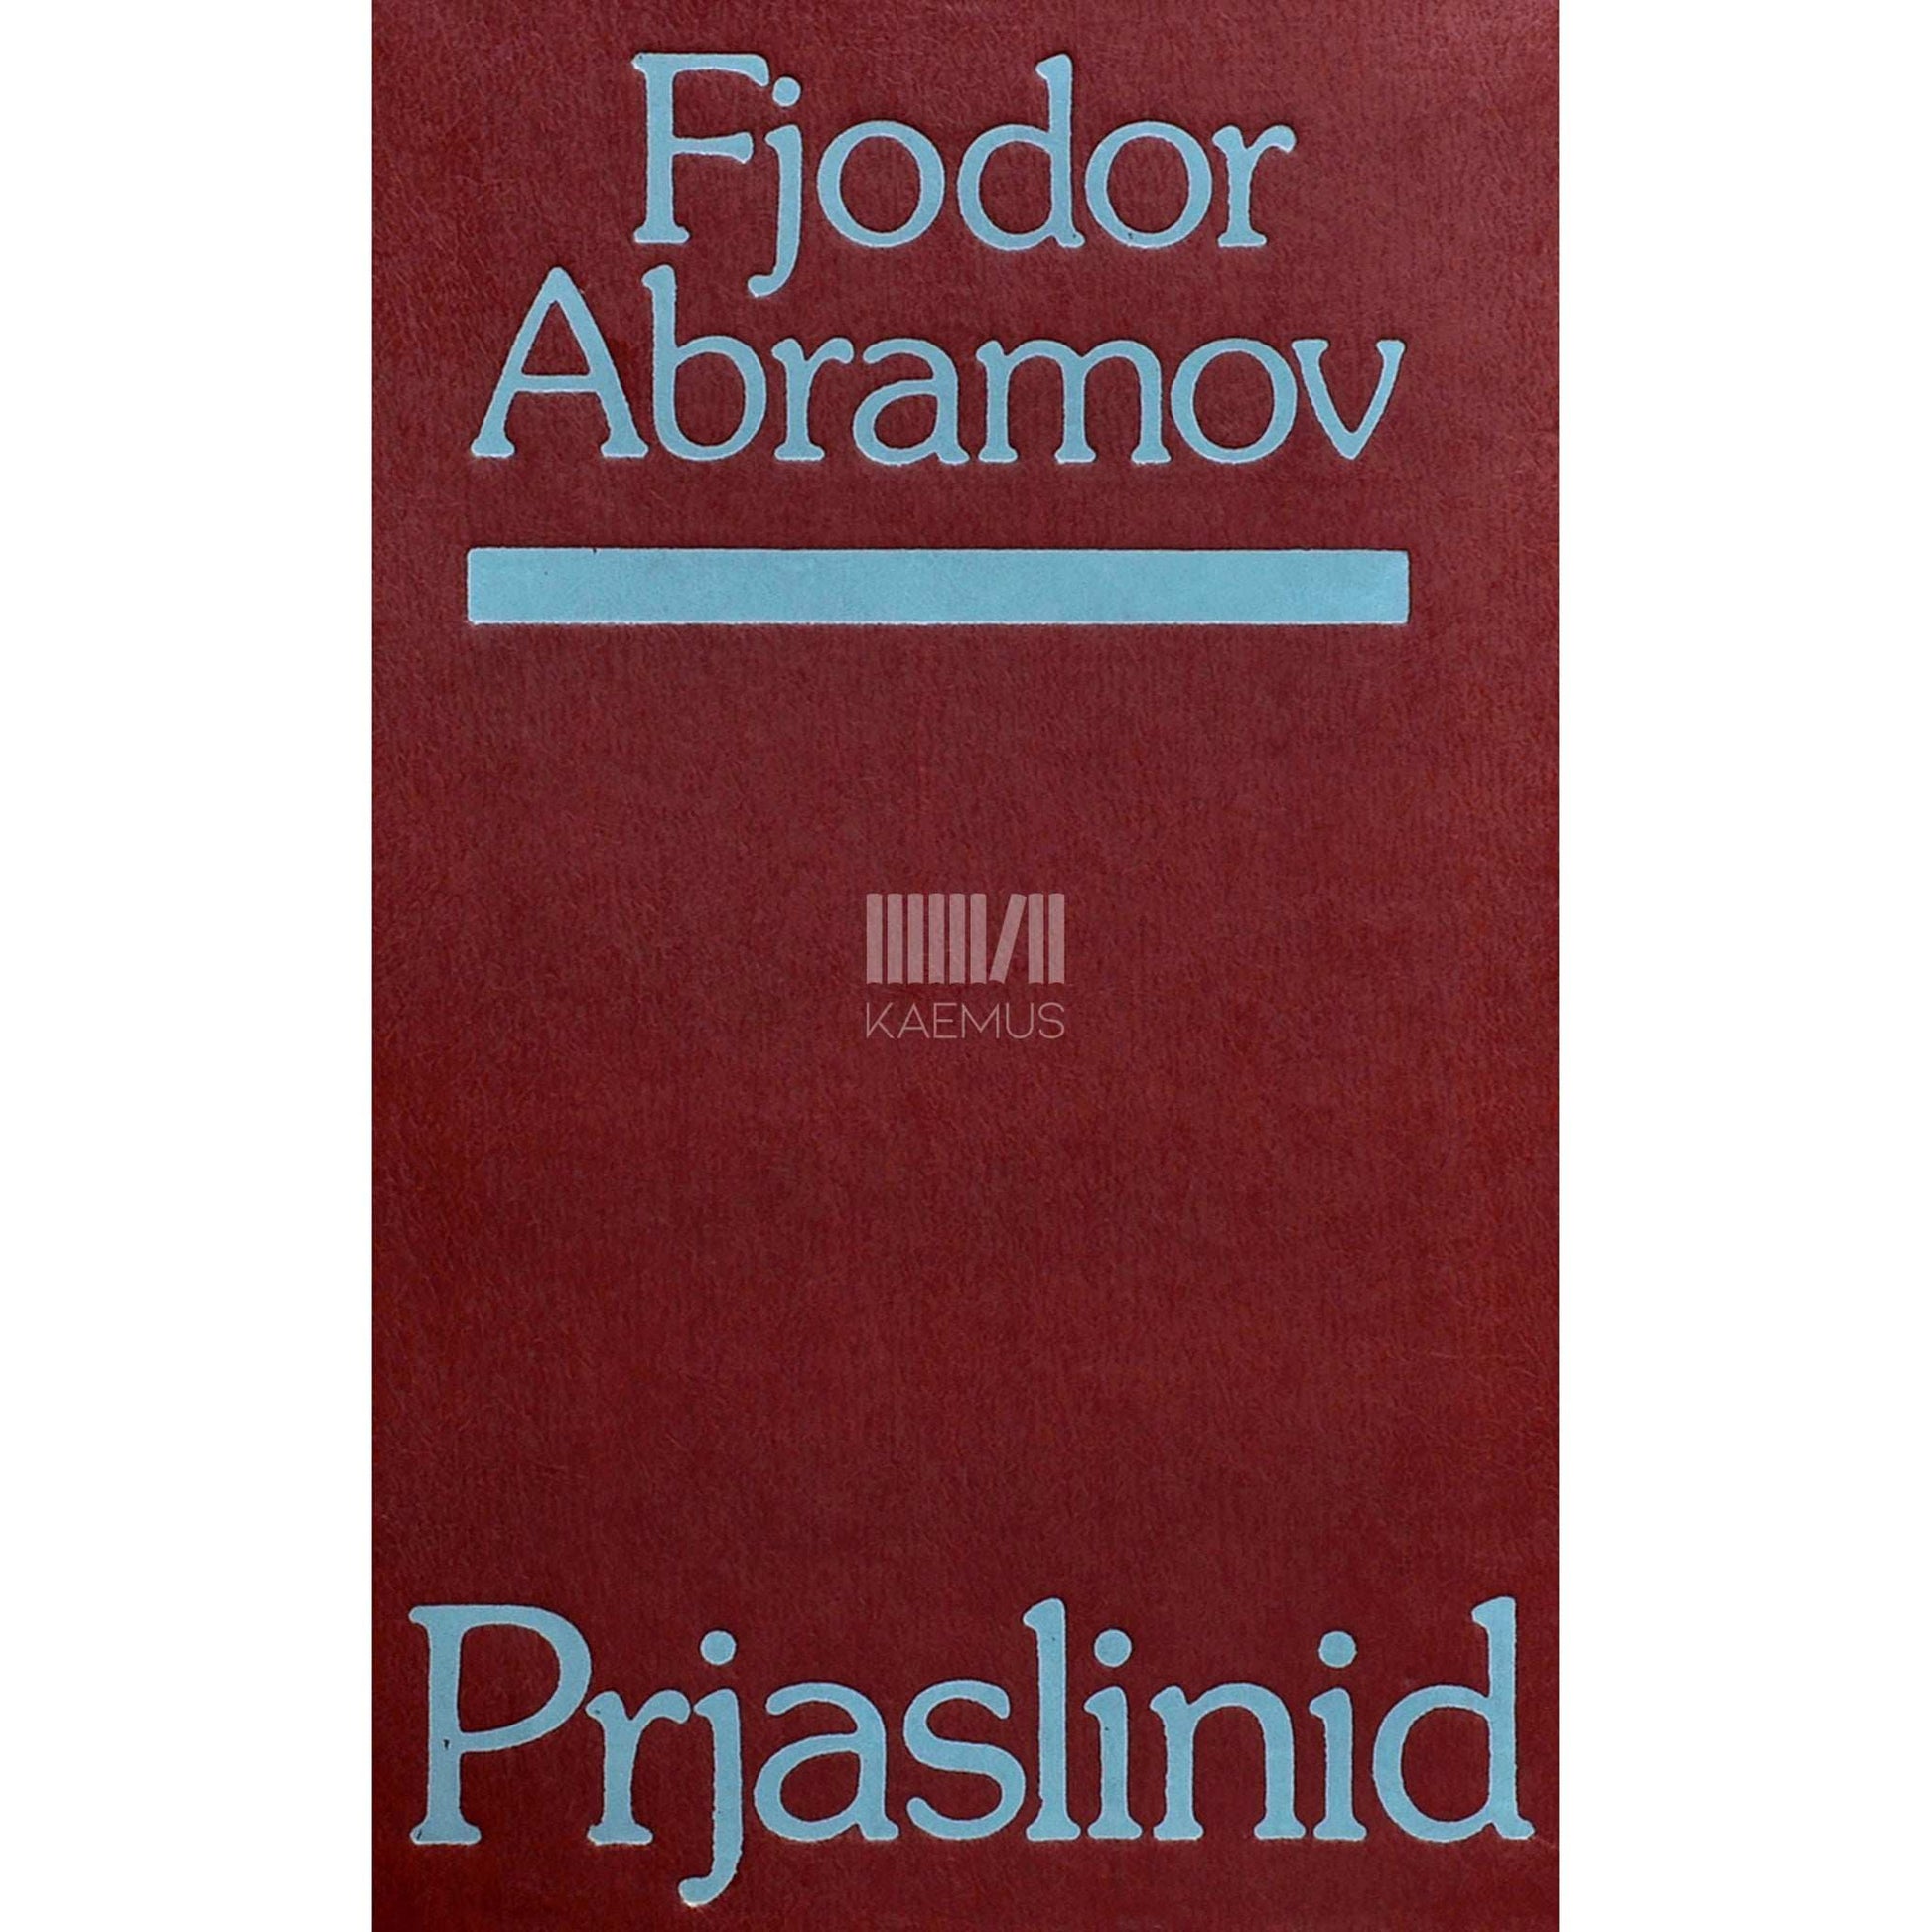 Fjodor
Abramov
KAEMUS
Prjaslinid